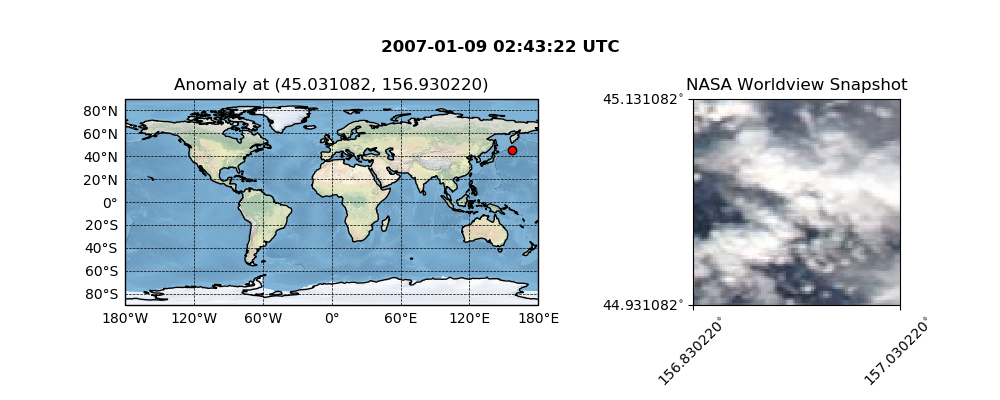 2007-01-09 02:43:22 UTC
Anomaly at (45.031082, 156.930220)
80°N
60°N
40°N
20°N
0°
20°S
40°S
60°S
80°S
180°W 120°W 60°W 0° 60°E 120°E 180°E
NASA Worldview Snapshot
45.131082°
44.931082°
156.830220°
157.030220°